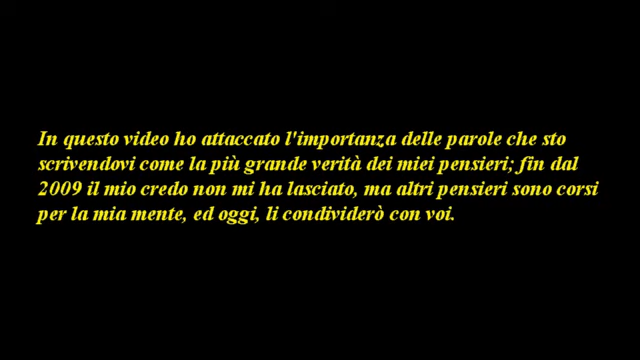 In questo video ho attaccato l'importanza delle parole che sto
scrivendovi come la più grande verità dei miei pensieri; fin dal
2009 il mio credo non mi ha lasciato, ma altri pensieri sono corsi
per la mia mente, ed oggi, li condividerò con voi.